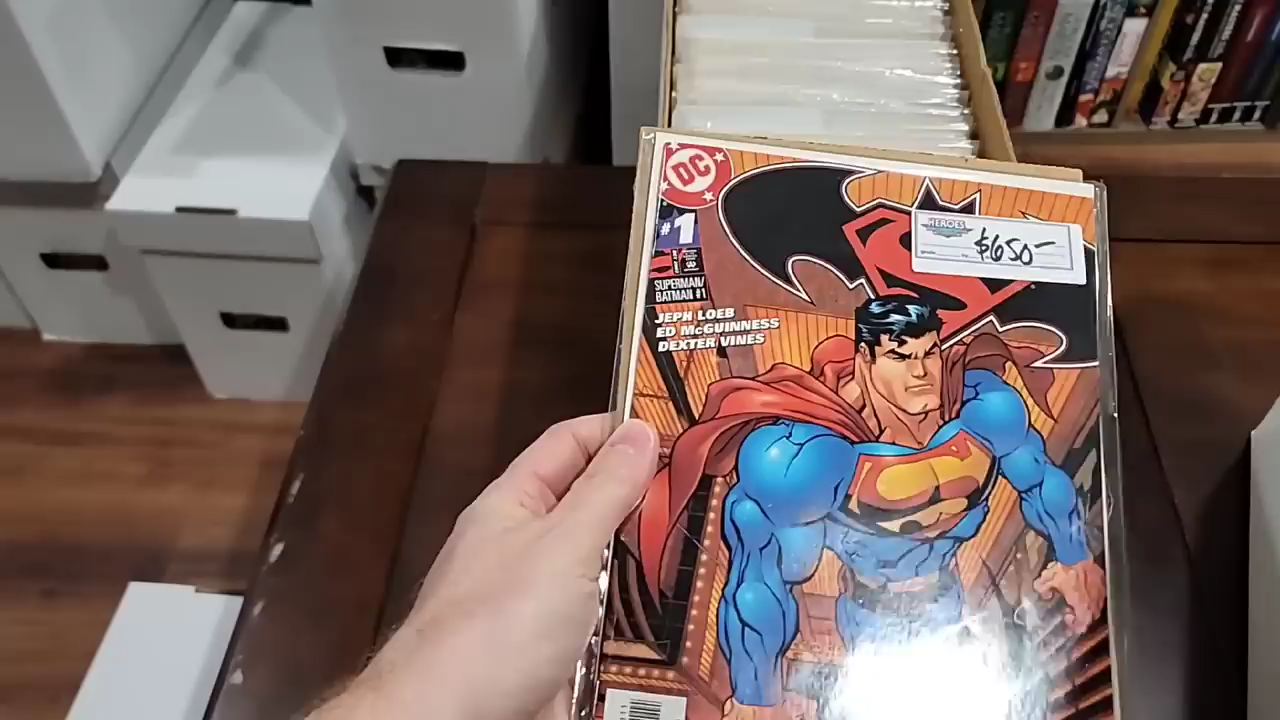 DC
#1
SUPERMAN/
BATMAN #1
JEPH LOEB
ED McGUINNESS
DEXTER VINES
HEROES
$650-